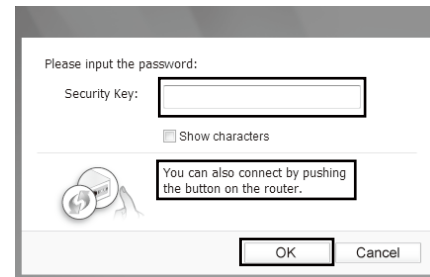 Please input the password:
Security Key:
Show characters
You can also connect by pushing
the button on the router.
OK Cancel